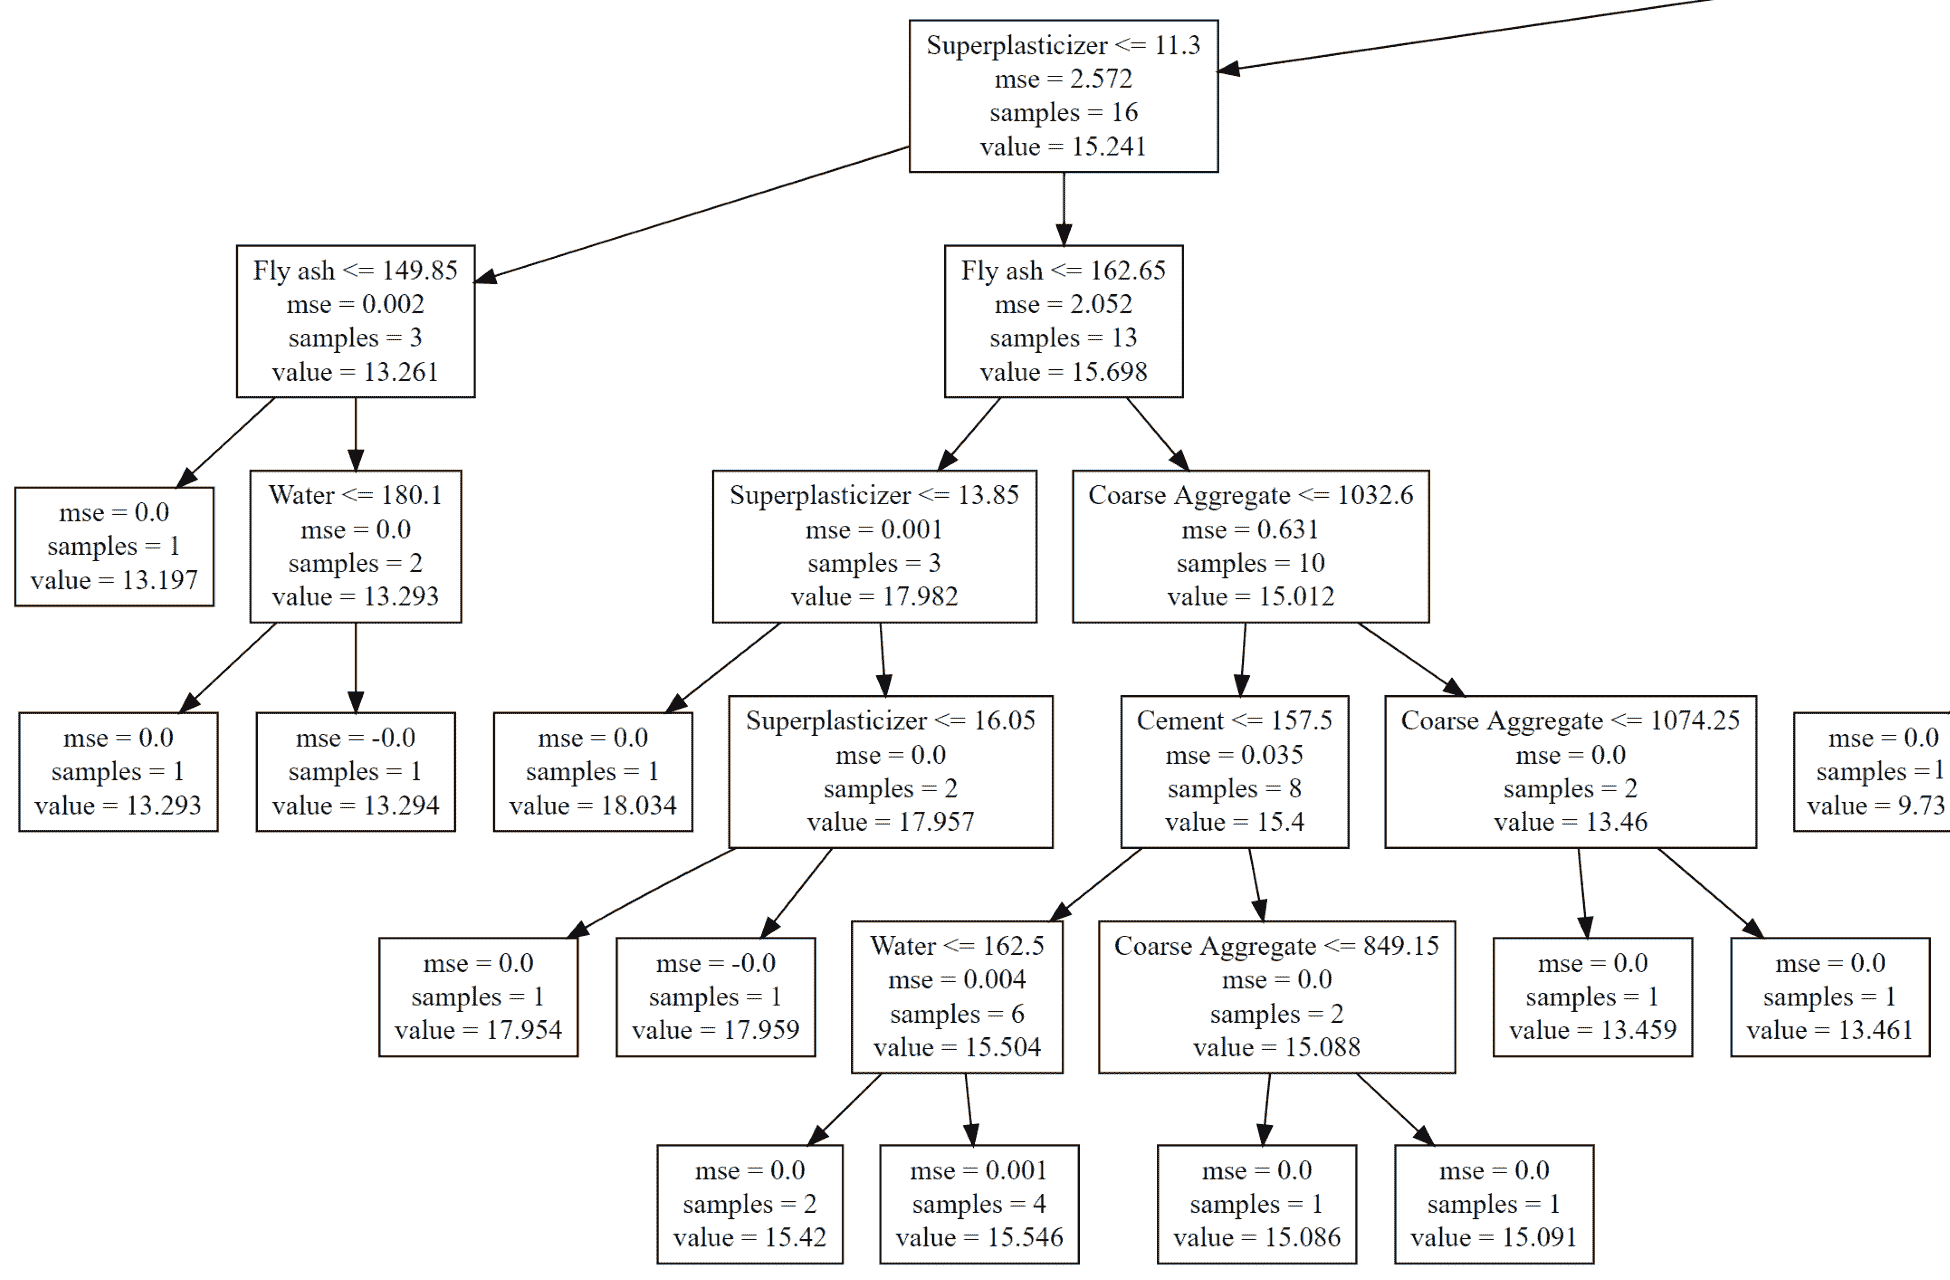 Superplasticizer <= 11.3
mse = 2.572
samples = 16
value = 15.241
Fly ash <= 149.85
mse = 0.002
samples = 3
value = 13.261
Fly ash <= 162.65
mse = 2.052
samples = 13
value = 15.698
mse = 0.0
samples = 1
value = 13.197
Water <= 180.1
mse = 0.0
samples = 2
value = 13.293
Superplasticizer <= 13.85
mse = 0.001
samples = 3
value = 17.982
Coarse Aggregate <= 1032.6
mse = 0.631
samples = 10
value = 15.012
mse = 0.0
samples = 1
value = 13.293
mse = -0.0
samples = 1
value = 13.294
mse = 0.0
samples = 1
value = 18.034
Superplasticizer <= 16.05
mse = 0.0
samples = 2
value = 17.957
Cement <= 157.5
mse = 0.035
samples = 8
value = 15.4
Coarse Aggregate <= 1074.25
mse = 0.0
samples = 2
value = 13.46
mse = 0.0
samples = 1
value = 9.73
mse = 0.0
samples = 1
value = 17.954
mse = -0.0
samples = 1
value = 17.959
Water <= 162.5
mse = 0.004
samples = 6
value = 15.504
Coarse Aggregate <= 849.15
mse = 0.0
samples = 2
value = 15.088
mse = 0.0
samples = 1
value = 13.459
mse = 0.0
samples = 1
value = 13.461
mse = 0.0
samples = 2
value = 15.42
mse = 0.001
samples = 4
value = 15.546
mse = 0.0
samples = 1
value = 15.086
mse = 0.0
samples = 1
value = 15.091